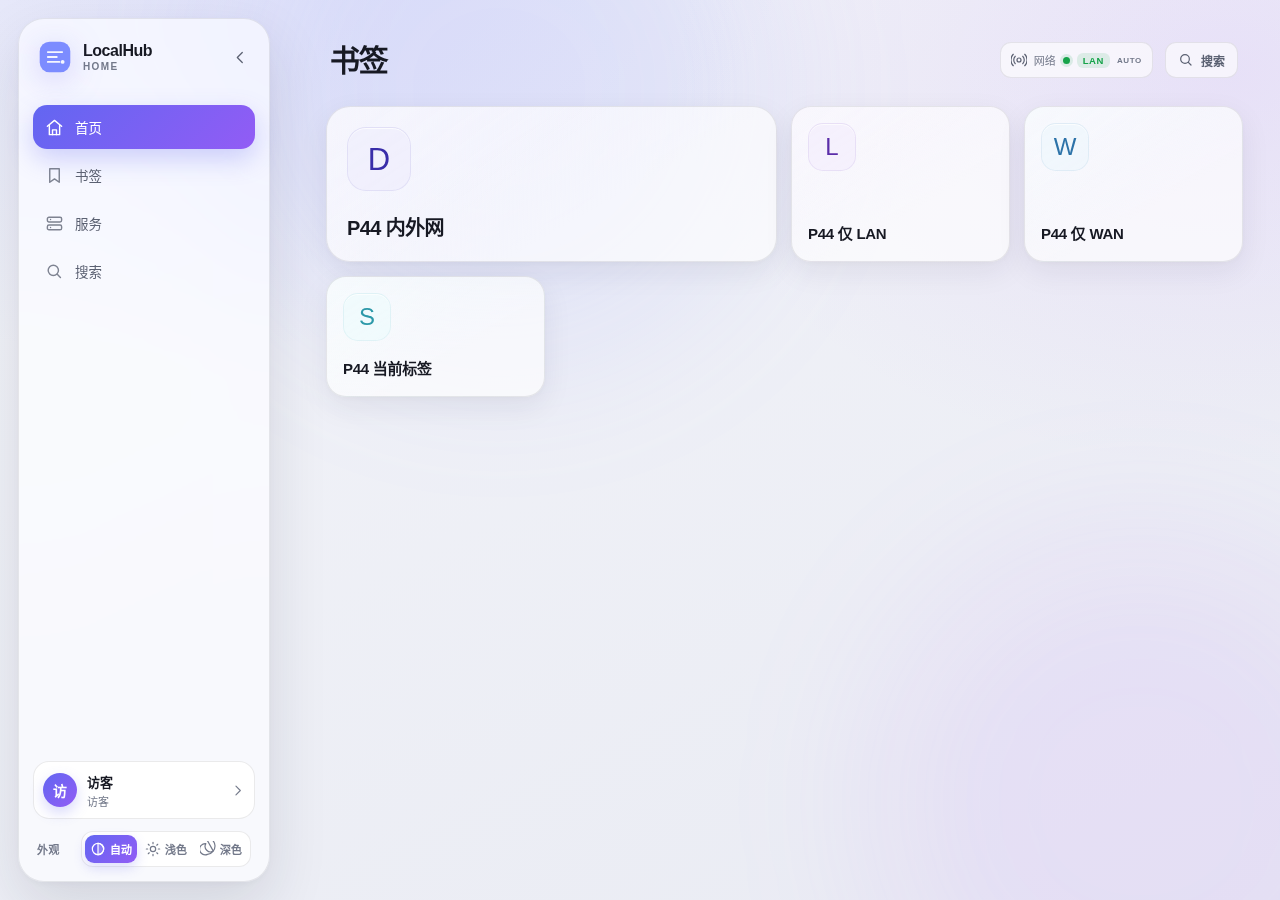 LocalHub
HOME
首页
书签
服务
搜索
访
访客
访客
外观
自动
浅色
深色
书签
网络
LAN
AUTO
搜索
D
P44 内外网
L
P44 仅 LAN
W
P44 仅 WAN
S
P44 当前标签